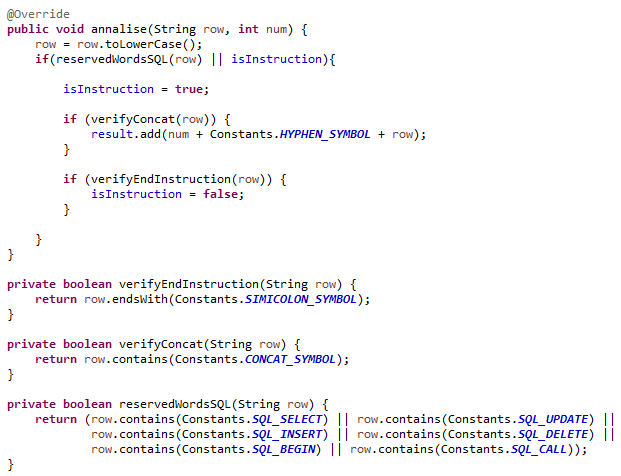 @Override
public void annalise(String row, int num) {
    row = row.toLowerCase();
    if(reservedWordsSQL(row) || isInstruction){

        isInstruction = true;

        if (verifyConcat(row)) {
            result.add(num + Constants.HYPHEN_SYMBOL + row);
        }

        if (verifyEndInstruction(row)) {
            isInstruction = false;
        }

    }
}

private boolean verifyEndInstruction(String row) {
    return row.endsWith(Constants.SIMICOLON_SYMBOL);
}

private boolean verifyConcat(String row) {
    return row.contains(Constants.CONCAT_SYMBOL);
}

private boolean reservedWordsSQL(String row) {
    return (row.contains(Constants.SQL_SELECT) || row.contains(Constants.SQL_UPDATE) ||
            row.contains(Constants.SQL_INSERT) || row.contains(Constants.SQL_DELETE) ||
            row.contains(Constants.SQL_BEGIN) || row.contains(Constants.SQL_CALL));
}